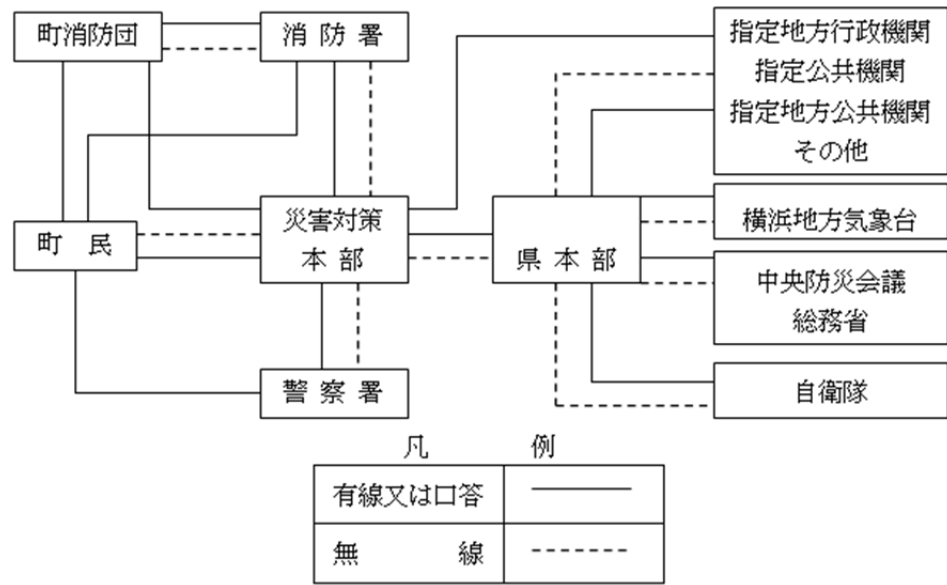 町消防団
消防署
指定地方行政機関
指定公共機関
指定地方公共機関
その他
町民
災害対策
本部
県本部
横浜地方気象台
中央防災会議
総務省
警察署
自衛隊
凡例
有線又は口答
無線